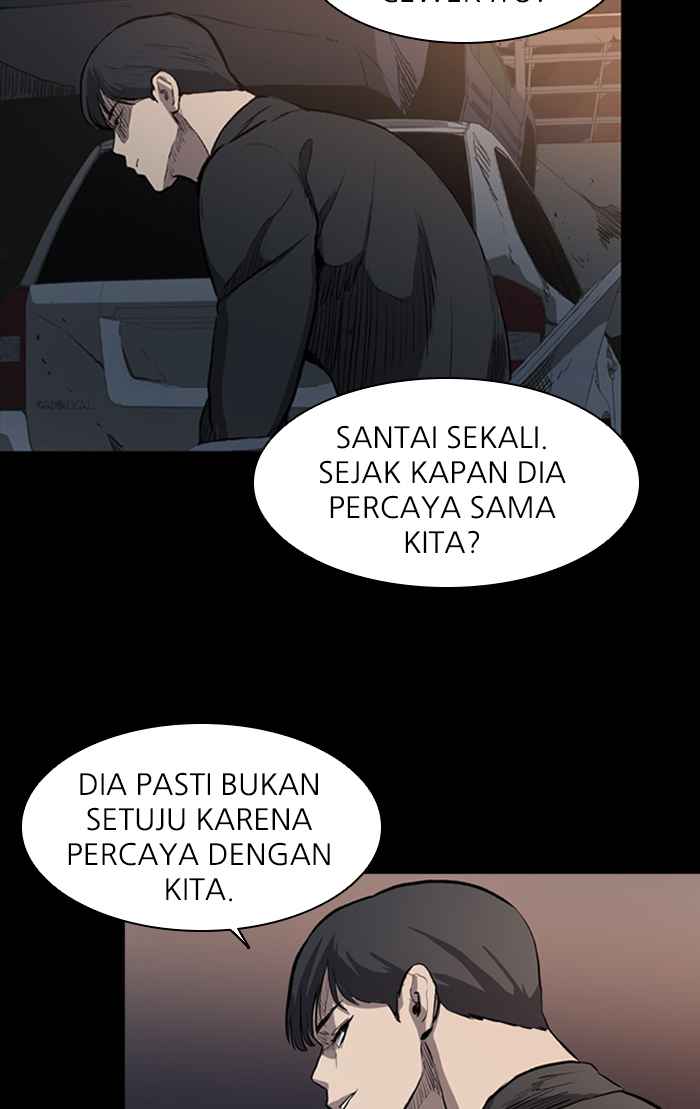 SANTAI SEKALI.
SEJAK KAPAN DIA
PERCAYA SAMA
KITA?
DIA PASTI BUKAN
SETUJU KARENA
PERCAYA DENGAN
KITA.